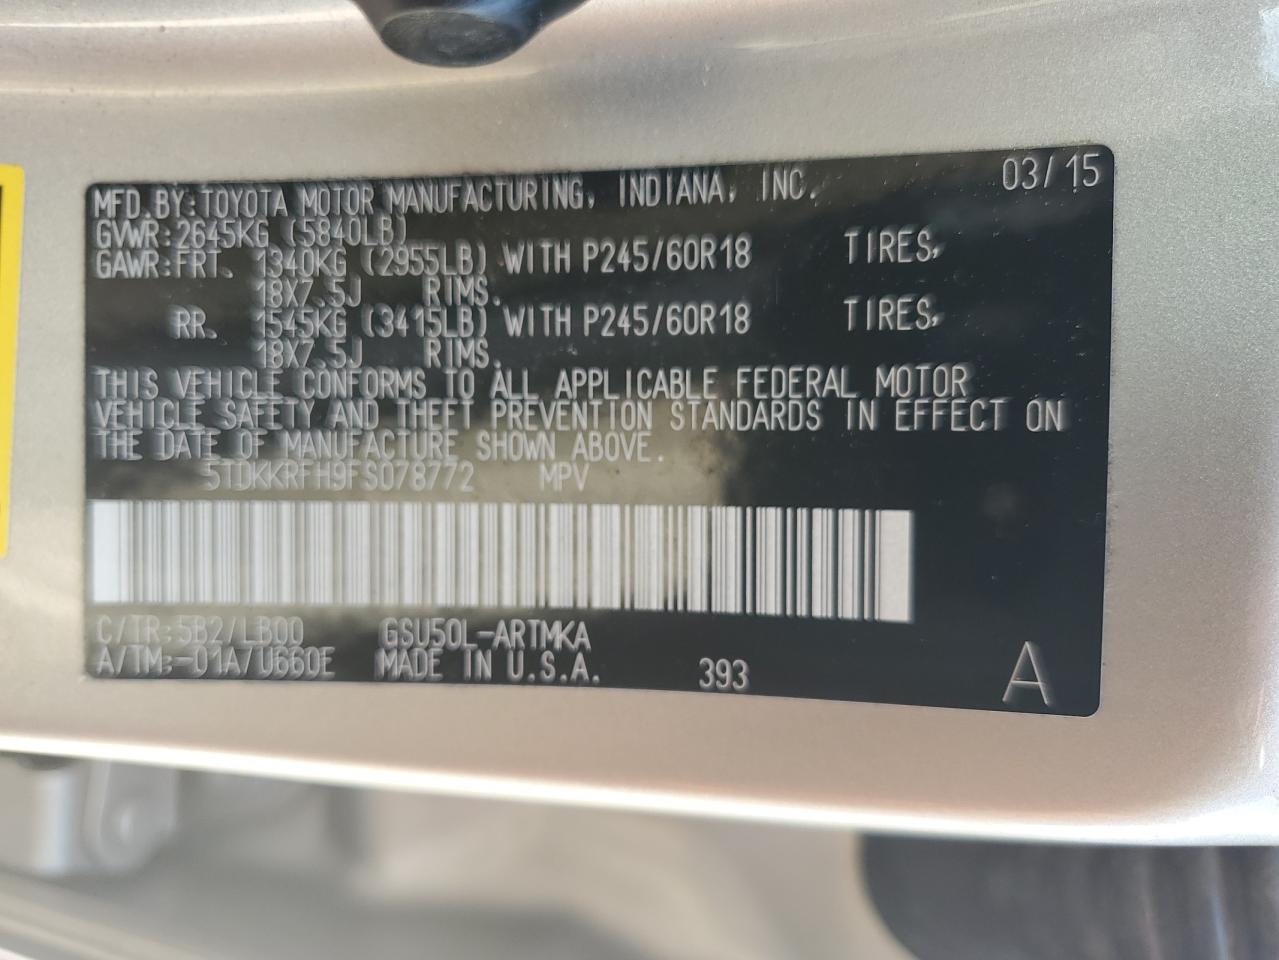 03/15
MFD.BY:TOYOTA MOTOR MANUFACTURING, INDIANA, INC.
GVWR:2645KG (5840LB)
GAWR:FRT. 1340KG (2955LB) WITH P245/60R18 TIRES,
18X7.5J RIMS.
RR. 1545KG (3415LB) WITH P245/60R18 TIRES,
18X7.5J RIMS.
THIS VEHICLE CONFORMS TO ALL APPLICABLE FEDERAL MOTOR
VEHICLE SAFETY AND THEFT PREVENTION STANDARDS IN EFFECT ON
THE DATE OF MANUFACTURE SHOWN ABOVE.
5TDKKRFH9FS078772 MPV
C/TR:5B2/LB00 GSU50L-ARTMKA
A/TM:-01A/U660E MADE IN U.S.A. 393
A